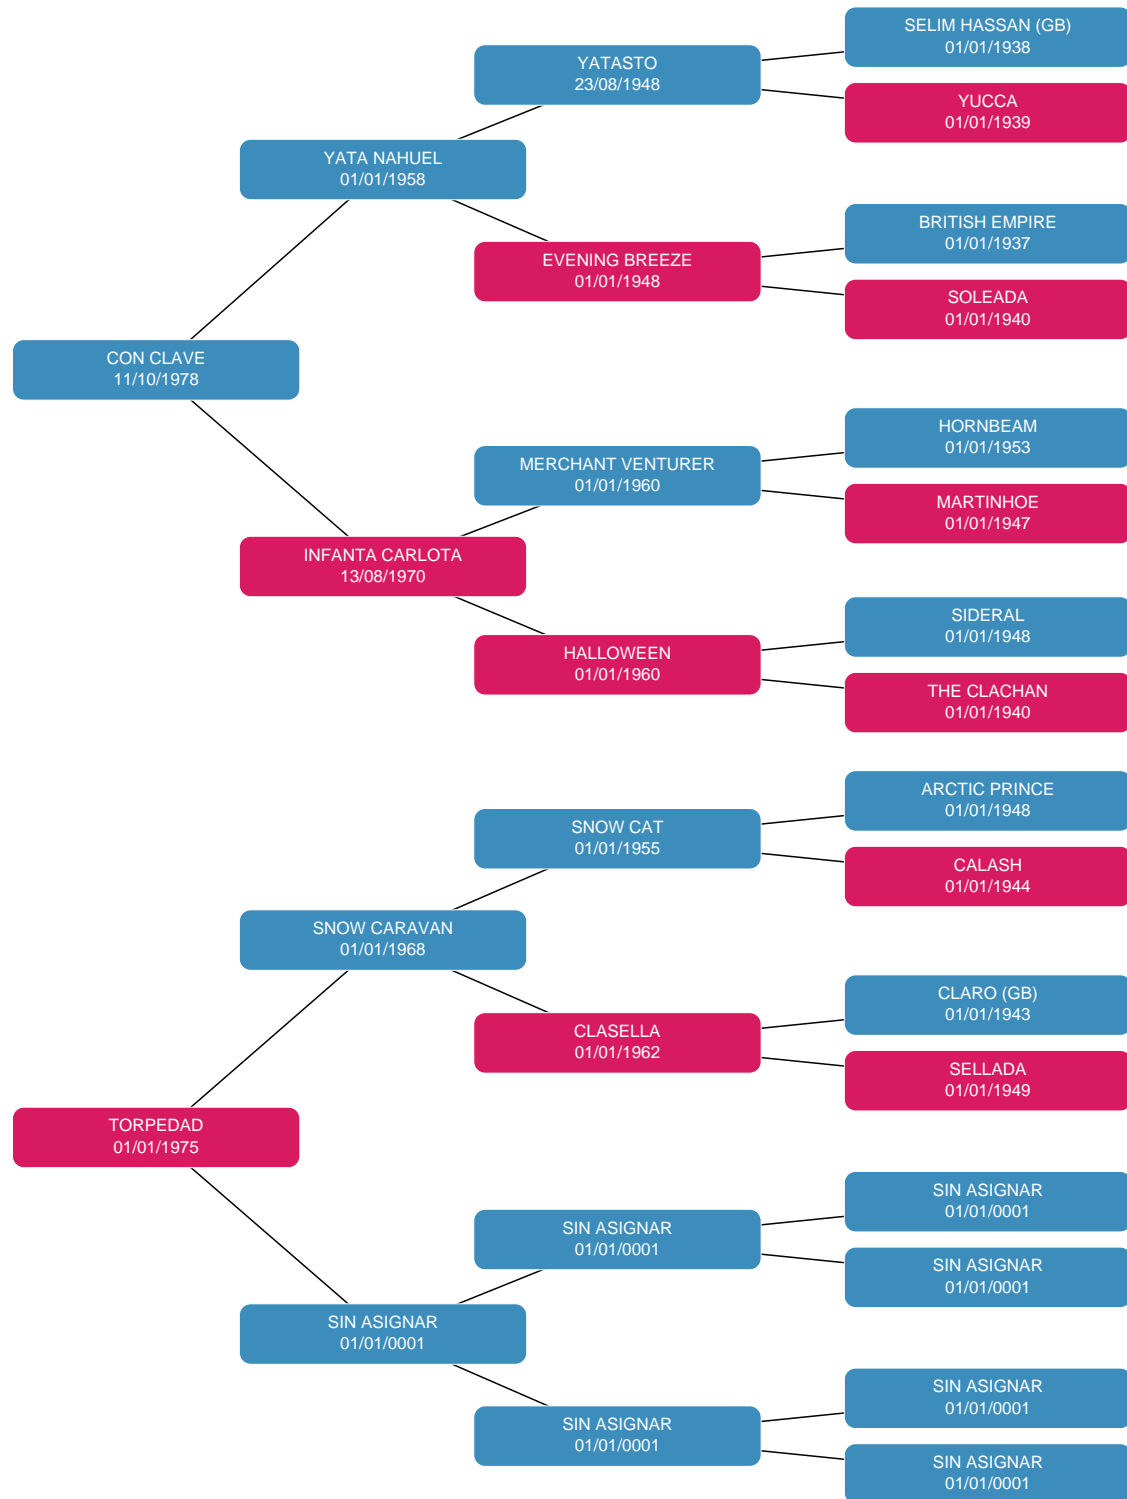 SELIM HASSAN (GB)
01/01/1938
YATASTO
23/08/1948
YUCCA
01/01/1939
YATA NAHUEL
01/01/1958
BRITISH EMPIRE
01/01/1937
EVENING BREEZE
01/01/1948
SOLEADA
01/01/1940
CON CLAVE
11/10/1978
HORNBEAM
01/01/1953
MERCHANT VENTURER
01/01/1960
MARTINHOE
01/01/1947
INFANTA CARLOTA
13/08/1970
SIDERAL
01/01/1948
HALLOWEEN
01/01/1960
THE CLACHAN
01/01/1940
ARCTIC PRINCE
01/01/1948
SNOW CAT
01/01/1955
CALASH
01/01/1944
SNOW CARAVAN
01/01/1968
CLARO (GB)
01/01/1943
CLASELLA
01/01/1962
SELLADA
01/01/1949
TORPEDAD
01/01/1975
SIN ASIGNAR
01/01/0001
SIN ASIGNAR
01/01/0001
SIN ASIGNAR
01/01/0001
SIN ASIGNAR
01/01/0001
SIN ASIGNAR
01/01/0001
SIN ASIGNAR
01/01/0001
SIN ASIGNAR
01/01/0001